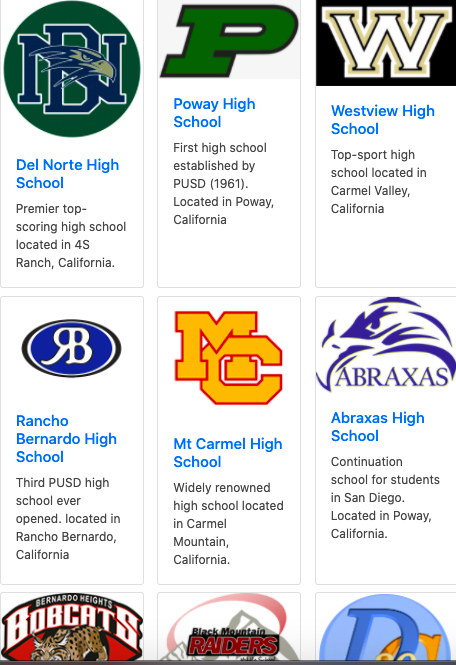 DN
Del Norte High
School
Premier top-
scoring high school
located in 4S
Ranch, California.
P
Poway High
School
First high school
established by
PUSD (1961).
Located in Poway,
California
W
Westview High
School
Top-sport high
school located in
Carmel Valley,
California
RB
Rancho
Bernardo High
School
Third PUSD high
school ever
opened. located in
Rancho Bernardo,
California
MC
Mt Carmel High
School
Widely renowned
high school located
in Carmel
Mountain,
California.
ABRAXAS
Abraxas High
School
Continuation
school for students
in San Diego.
Located in Poway,
California.
BERNARDO HEIGHTS
BOBCATS
Black Mountain
RAIDERS
D